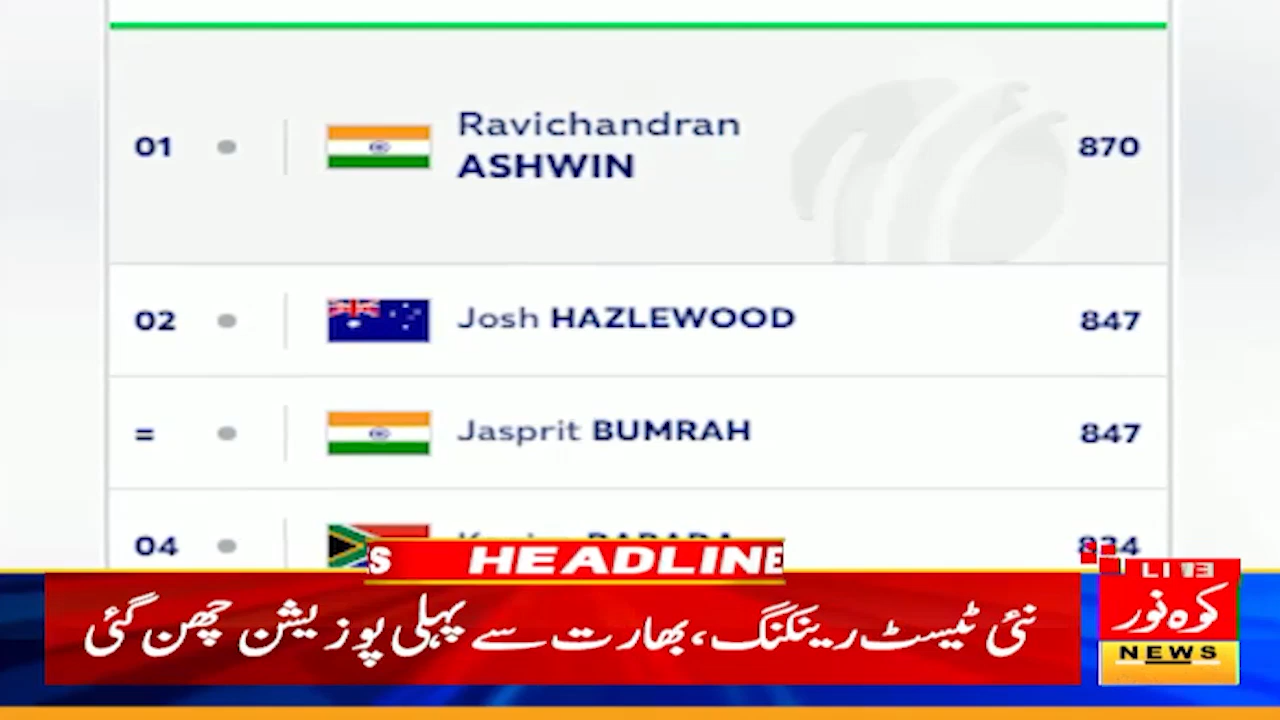 01 Ravichandran ASHWIN 870
02 Josh HAZLEWOOD 847
= Jasprit BUMRAH 847
04
S HEADLINE
نئی ٹیسٹ رینکنگ، بھارت سے پہلی پوزیشن چھن گئی
کوہ نور
NEWS